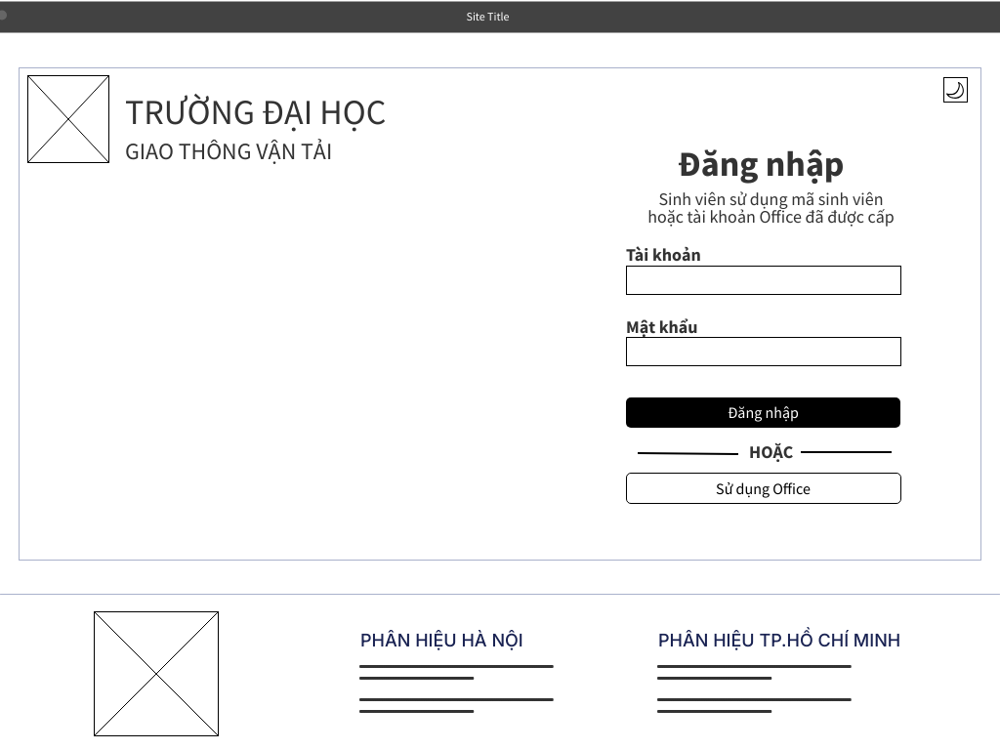 Site Title
TRƯỜNG ĐẠI HỌC
GIAO THÔNG VẬN TẢI
Đăng nhập
Sinh viên sử dụng mã sinh viên
hoặc tài khoản Office đã được cấp
Tài khoản
Mật khẩu
Đăng nhập
HOẶC
Sử dụng Office
PHÂN HIỆU HÀ NỘI
PHÂN HIỆU TP.HỒ CHÍ MINH